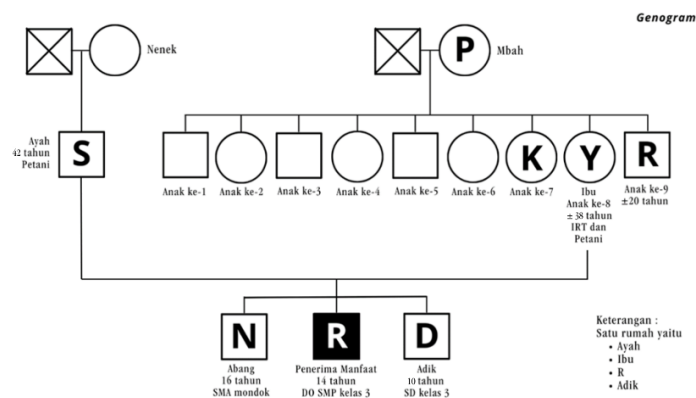 Genogram
Nenek
P
Mbah
Ayah
42 tahun
Petani
S
K
Y
R
Anak ke-1
Anak ke-2
Anak ke-3
Anak ke-4
Anak ke-5
Anak ke-6
Anak ke-7
Ibu
Anak ke-8
± 38 tahun
IRT dan
Petani
Anak ke-9
±20 tahun
N
R
D
Abang
16 tahun
SMA mondok
Penerima Manfaat
14 tahun
DO SMP kelas 3
Adik
10 tahun
SD kelas 3
Keterangan :
Satu rumah yaitu
• Ayah
• Ibu
• R
• Adik